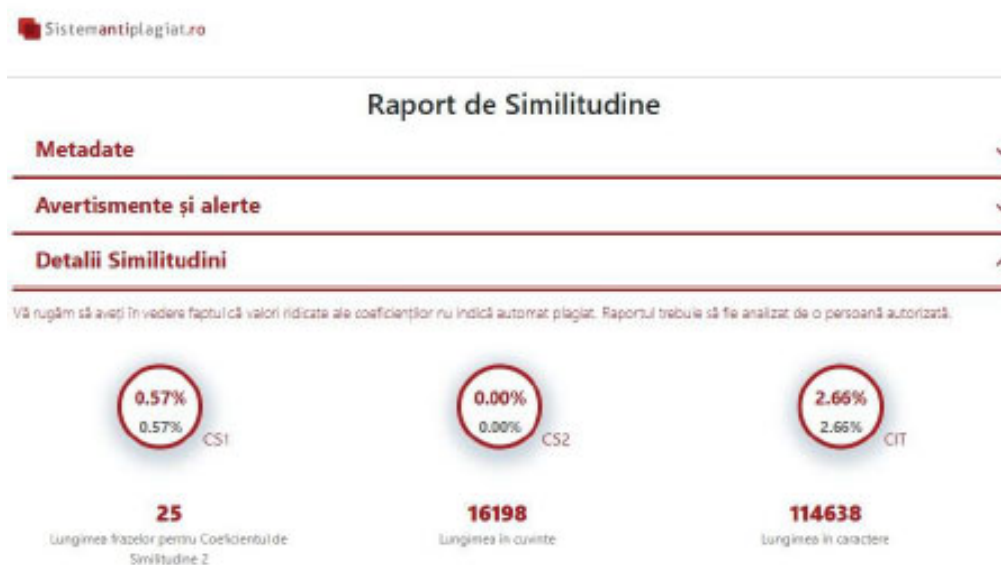 Sistemantiplagiat.ro
Raport de Similitudine
Metadate
Avertismente și alerte
Detalii Similitudini
Vă rugăm să aveți în vedere faptul că valori ridicate ale coeficienților nu indică automat plagiat. Raportul trebuie să fie analizat de o persoană autorizată.
0.57%
0.57%
CS1
0.00%
0.00%
CS2
2.66%
2.66%
CIT
25
Lungimea frazelor pentru Coeficientul de
Similitudine 2
16198
Lungimea în cuvinte
114638
Lungimea în caractere